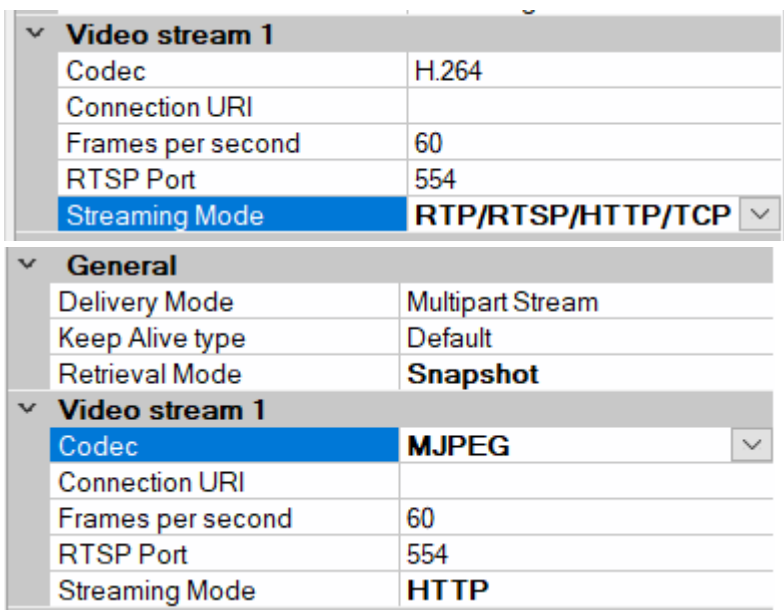 Video stream 1
Codec H.264
Connection URI
Frames per second 60
RTSP Port 554
Streaming Mode RTP/RTSP/HTTP/TCP
General
Delivery Mode Multipart Stream
Keep Alive type Default
Retrieval Mode Snapshot
Video stream 1
Codec MJPEG
Connection URI
Frames per second 60
RTSP Port 554
Streaming Mode HTTP